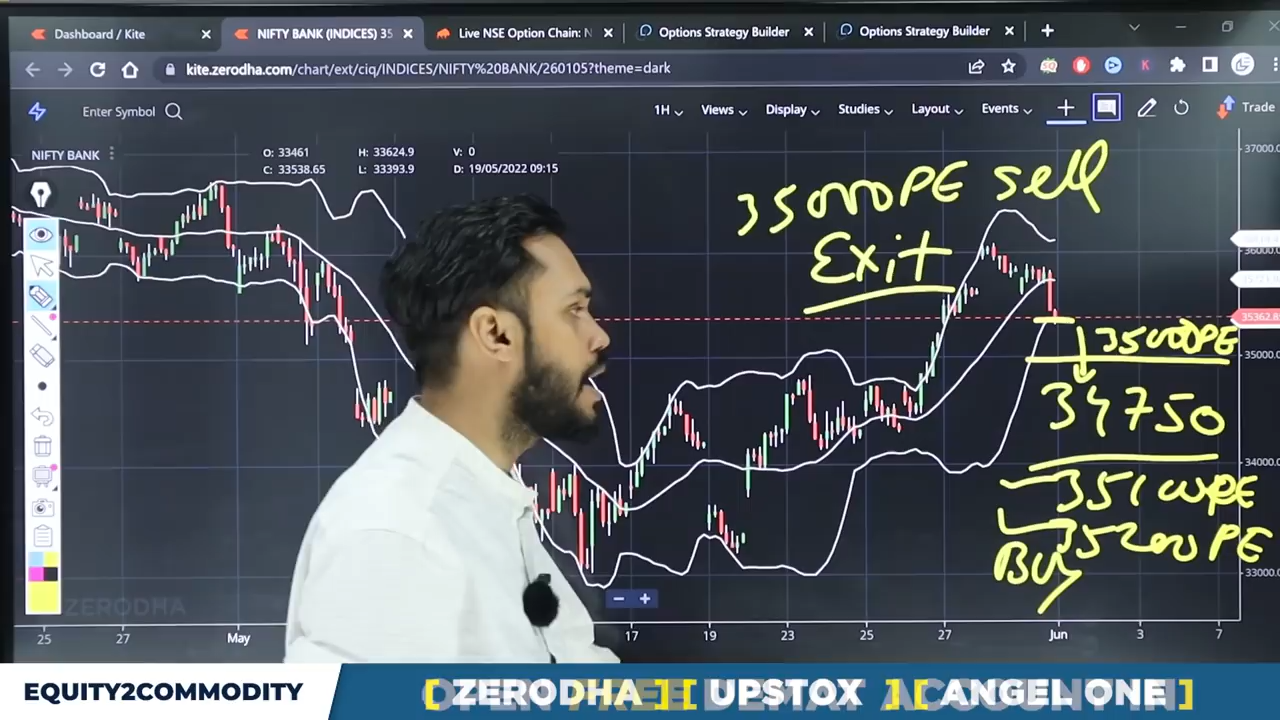 Dashboard / Kite
NIFTY BANK (INDICES) 35
Live NSE Option Chain: N
Options Strategy Builder
Options Strategy Builder
kite.zerodha.com/chart/ext/ciq/INDICES/NIFTY%20BANK/260105?theme=dark
Enter Symbol
1H Views Display Studies Layout Events Trade
NIFTY BANK
O: 33461 H: 33624.9 V: 0
C: 33538.65 L: 33393.9 D: 19/05/2022 09:15
37000.0
35000PE sell
Exit
36000.0
35362.85
35000PE
35000.0
34750
34000.0
35100PE
35200PE
Buy
33000.0
ZERODHA
25 27 May 17 19 23 25 27 Jun 3 7
EQUITY2COMMODITY
[ ZERODHA ] [ UPSTOX ] [ ANGEL ONE ]